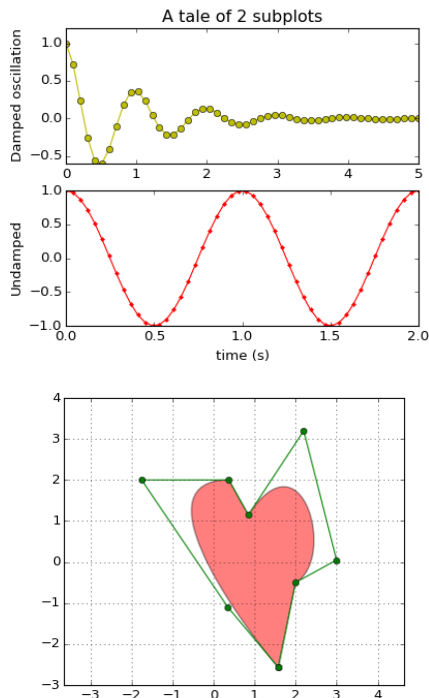 A tale of 2 subplots
Damped oscillation
1.0
0.5
0.0
−0.5
0 1 2 3 4 5
Undamped
1.0
0.5
0.0
−0.5
−1.0
0.0 0.5 1.0 1.5 2.0
time (s)
4
3
2
1
0
−1
−2
−3
−3 −2 −1 0 1 2 3 4